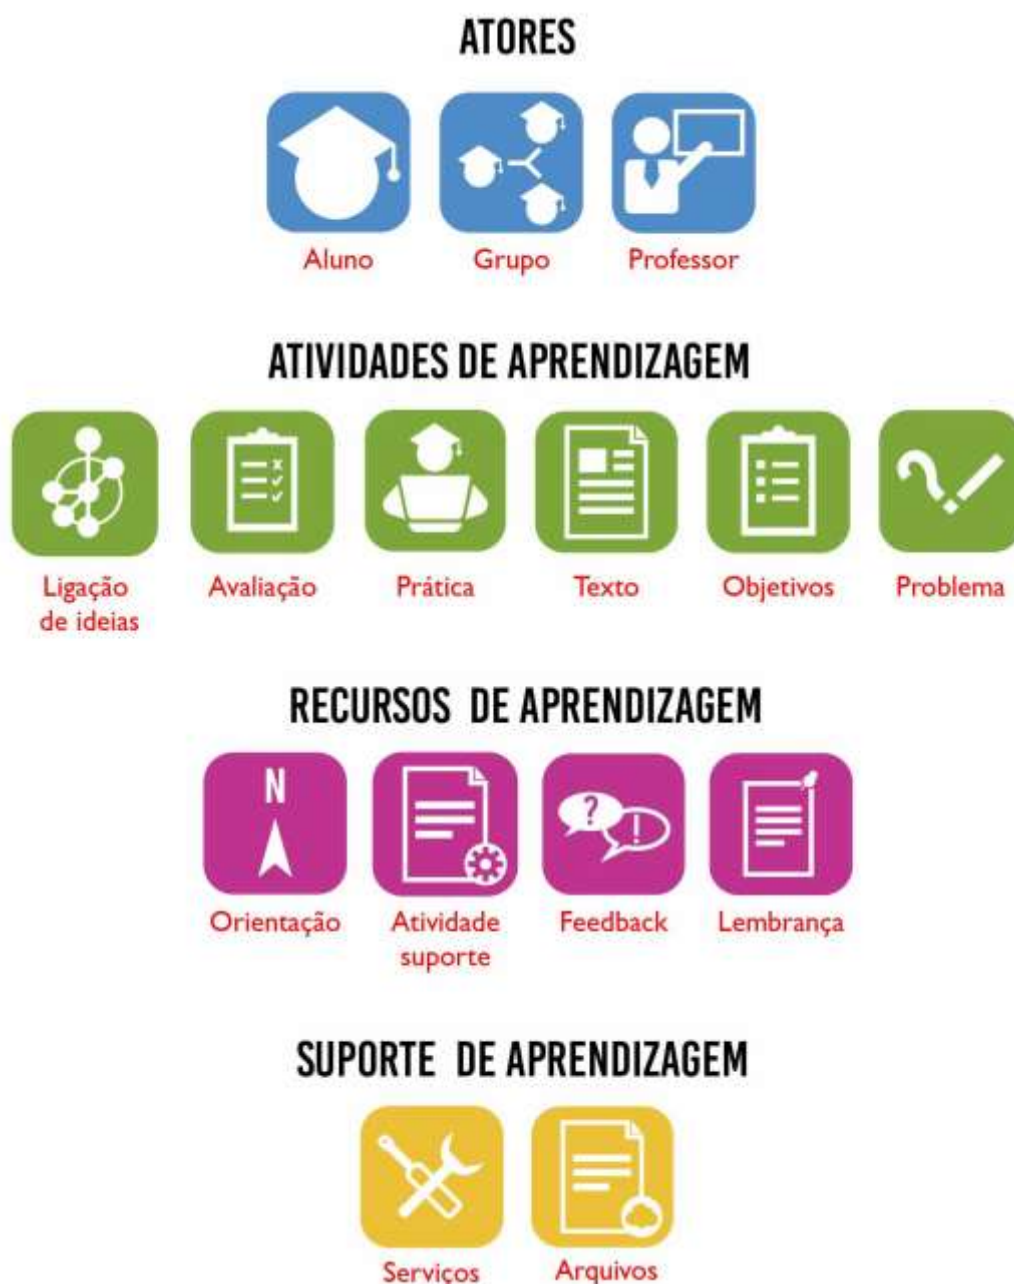 ATORES
Aluno Grupo Professor
ATIVIDADES DE APRENDIZAGEM
Ligação Avaliação Prática Texto Objetivos Problema
de ideias
RECURSOS DE APRENDIZAGEM
N
? !
Orientação Atividade Feedback Lembrança
suporte
SUPORTE DE APRENDIZAGEM
Serviços Arquivos